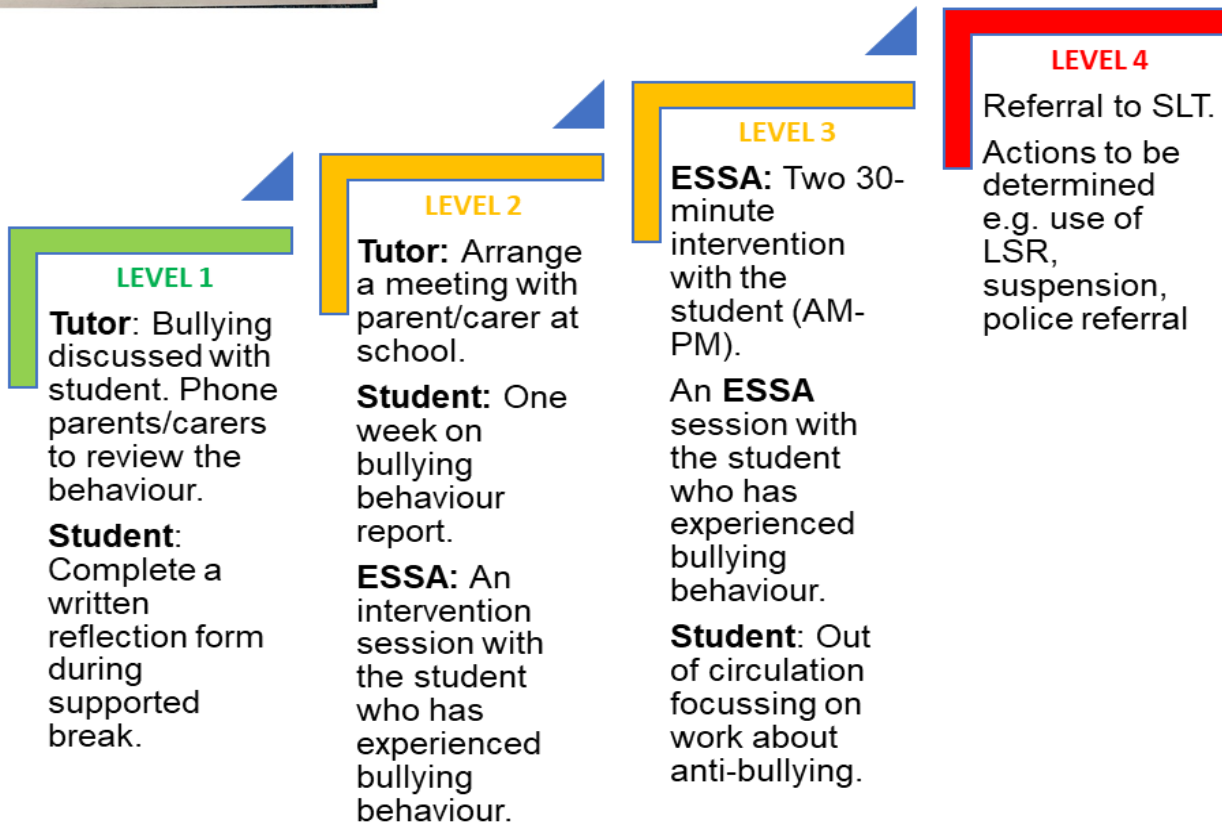 LEVEL 1
Tutor: Bullying
discussed with
student. Phone
parents/carers
to review the
behaviour.
Student:
Complete a
written
reflection form
during
supported
break.
LEVEL 2
Tutor: Arrange
a meeting with
parent/carer at
school.
Student: One
week on
bullying
behaviour
report.
ESSA: An
intervention
session with
the student
who has
experienced
bullying
behaviour.
LEVEL 3
ESSA: Two 30-
minute
intervention
with the
student (AM-
PM).
An ESSA
session with
the student
who has
experienced
bullying
behaviour.
Student: Out
of circulation
focussing on
work about
anti-bullying.
LEVEL 4
Referral to SLT.
Actions to be
determined
e.g. use of
LSR,
suspension,
police referral